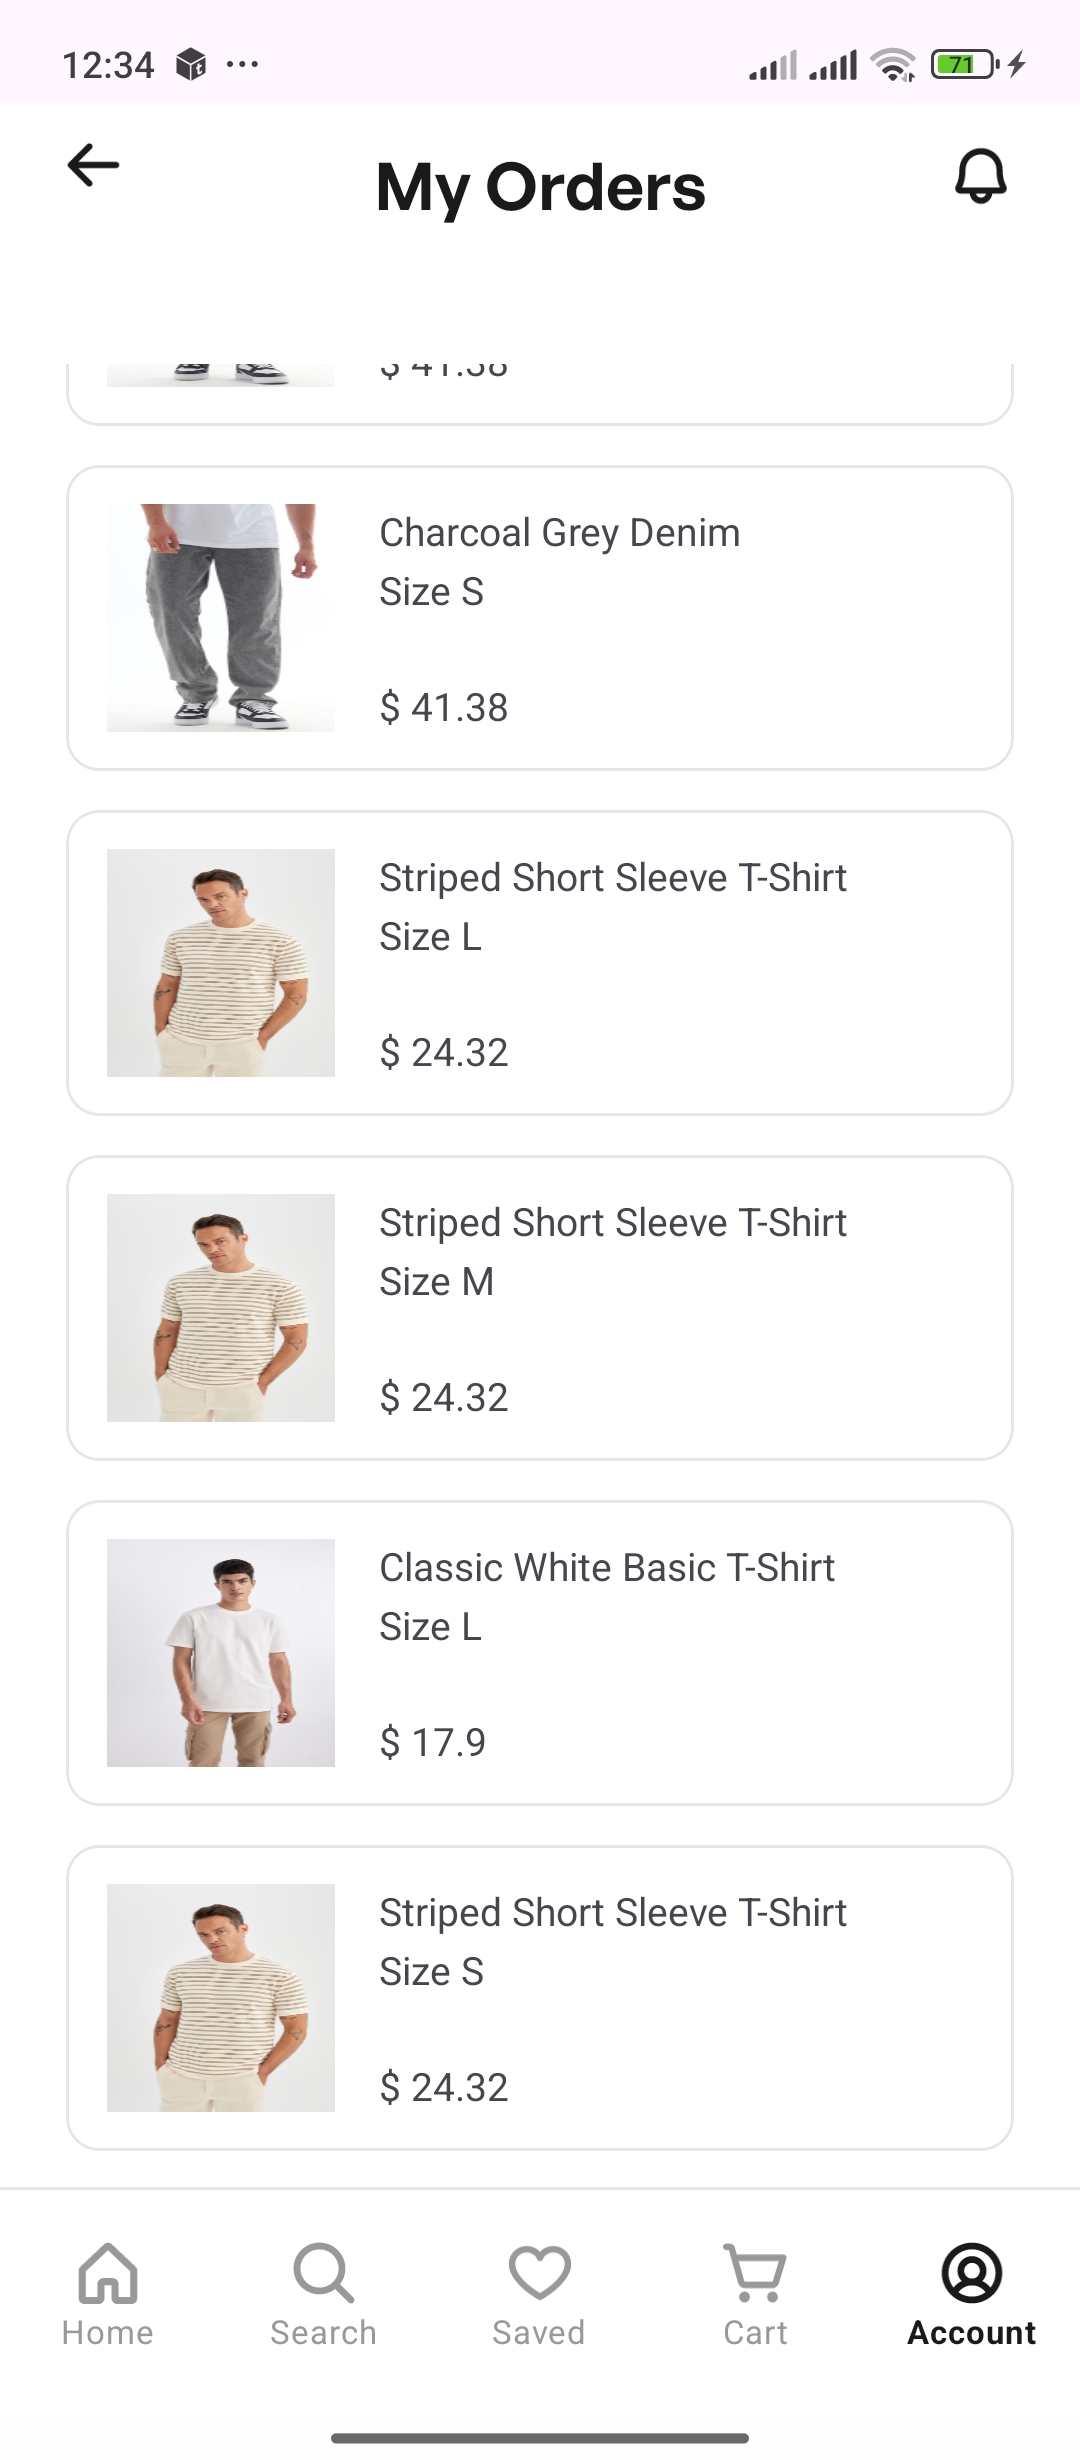 12:34
71
My Orders
$ 41.38
Charcoal Grey Denim
Size S
$ 41.38
Striped Short Sleeve T-Shirt
Size L
$ 24.32
Striped Short Sleeve T-Shirt
Size M
$ 24.32
Classic White Basic T-Shirt
Size L
$ 17.9
Striped Short Sleeve T-Shirt
Size S
$ 24.32
Home
Search
Saved
Cart
Account